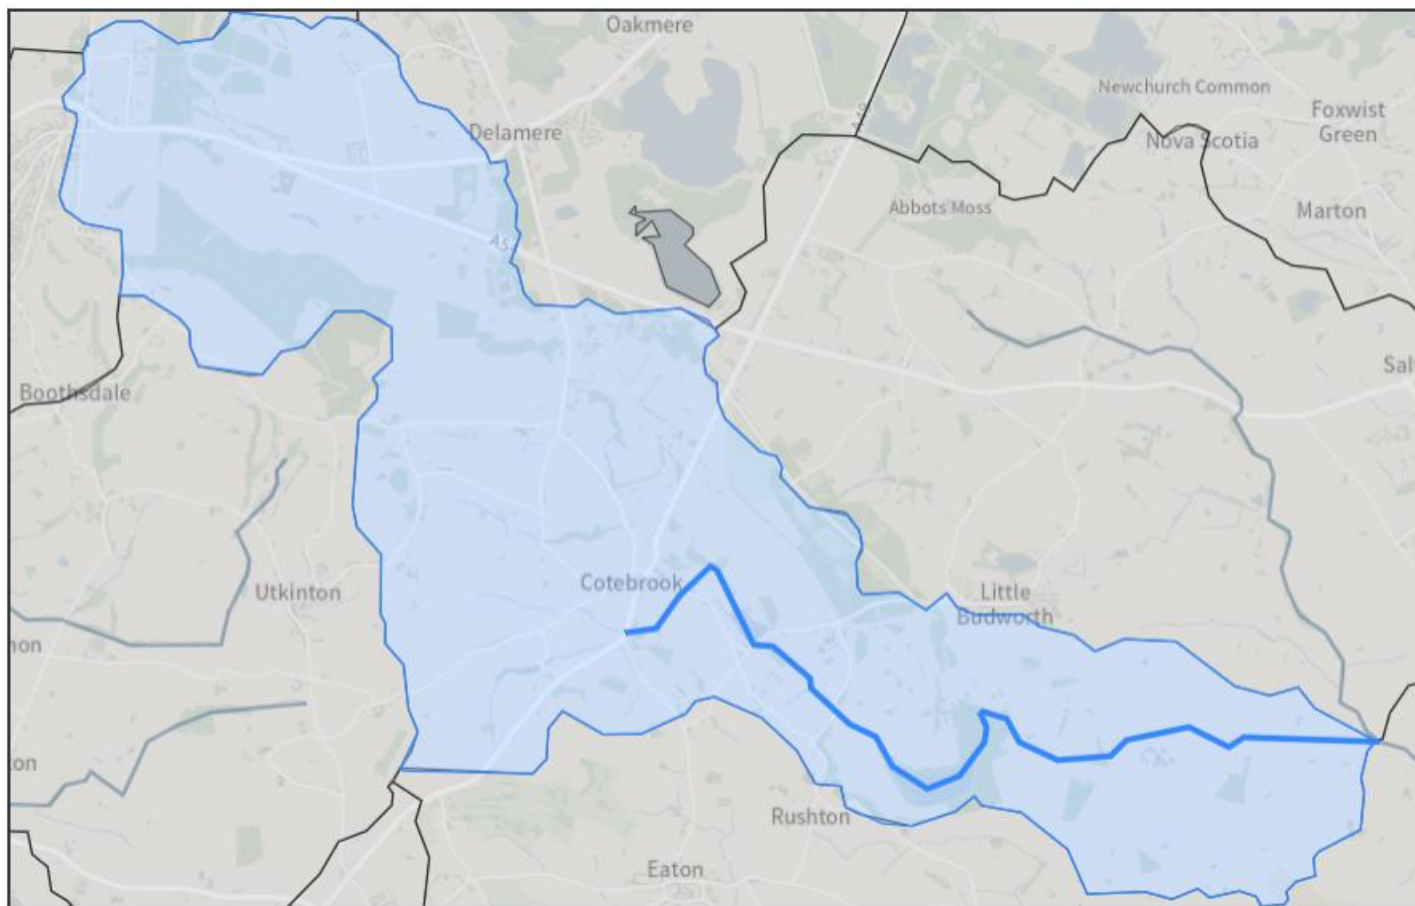 Oakmere
Newchurch Common
Foxwist
Green
Delamere
Nova Scotia
Abbots Moss
Marton
Boothsdale
Cotebrook
Utkinton
Little
Budworth
Rushton
Eaton